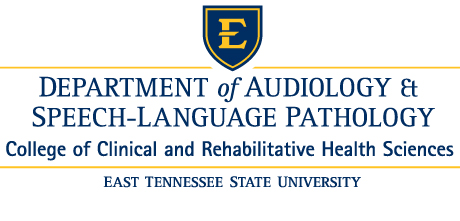 E
DEPARTMENT of AUDIOLOGY &
SPEECH-LANGUAGE PATHOLOGY
College of Clinical and Rehabilitative Health Sciences
EAST TENNESSEE STATE UNIVERSITY